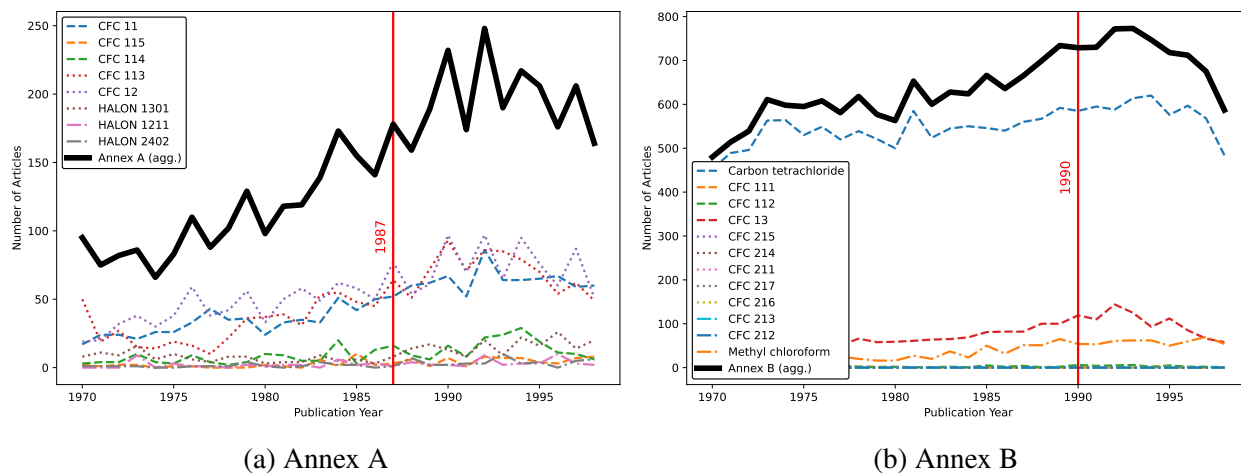 250
200
150
100
50
0
Number of Articles
CFC 11
CFC 115
CFC 114
CFC 113
CFC 12
HALON 1301
HALON 1211
HALON 2402
Annex A (agg.)
1987
1970
1975
1980
1985
1990
1995
Publication Year
(a) Annex A
800
700
600
500
400
300
200
100
0
Number of Articles
Carbon tetrachloride
CFC 111
CFC 112
CFC 13
CFC 215
CFC 214
CFC 211
CFC 217
CFC 216
CFC 213
CFC 212
Methyl chloroform
Annex B (agg.)
1990
1970
1975
1980
1985
1990
1995
Publication Year
(b) Annex B